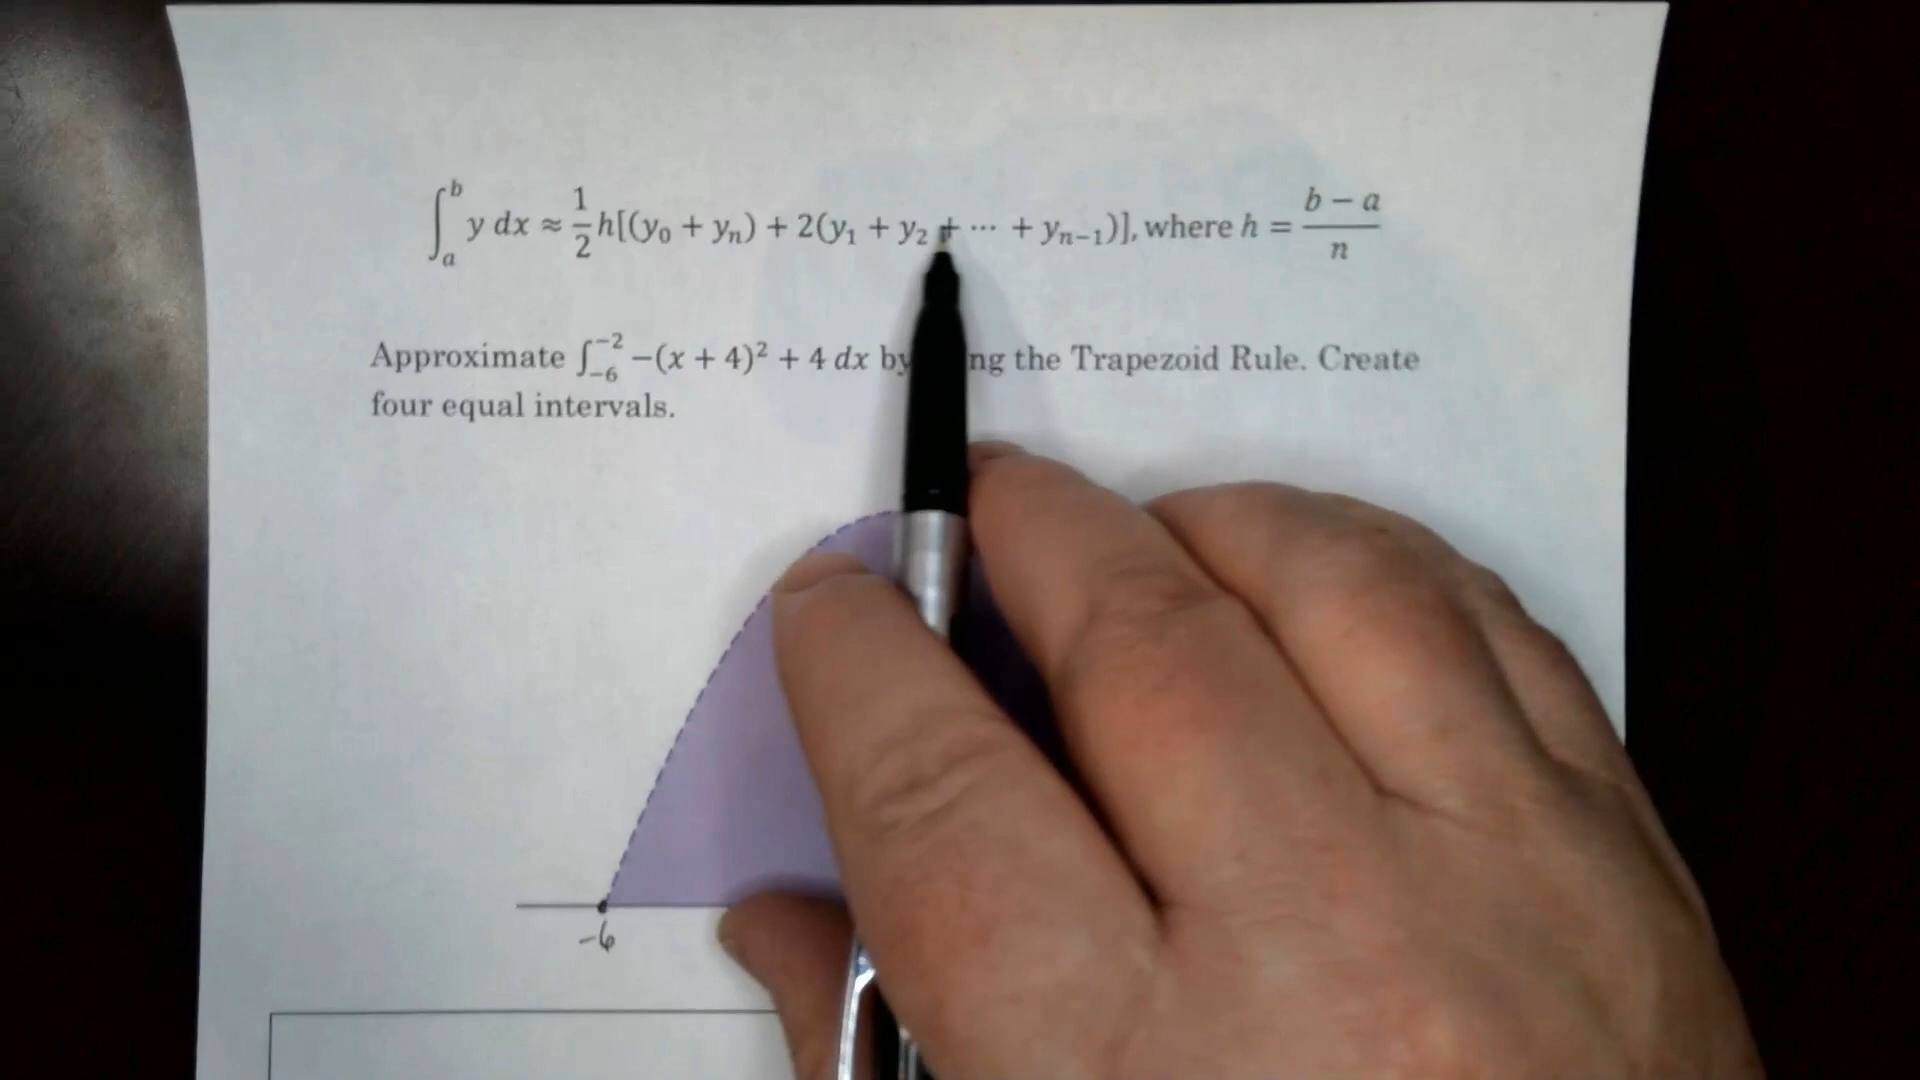 ∫_a^b y dx ≈ 1/2 h[(y₀ + yₙ) + 2(y₁ + y₂ + ⋯ + yₙ₋₁)], where h = (b − a)/n
Approximate ∫_{−6}^{−2} −(x + 4)² + 4 dx by the Trapezoid Rule. Create
four equal intervals.
−6